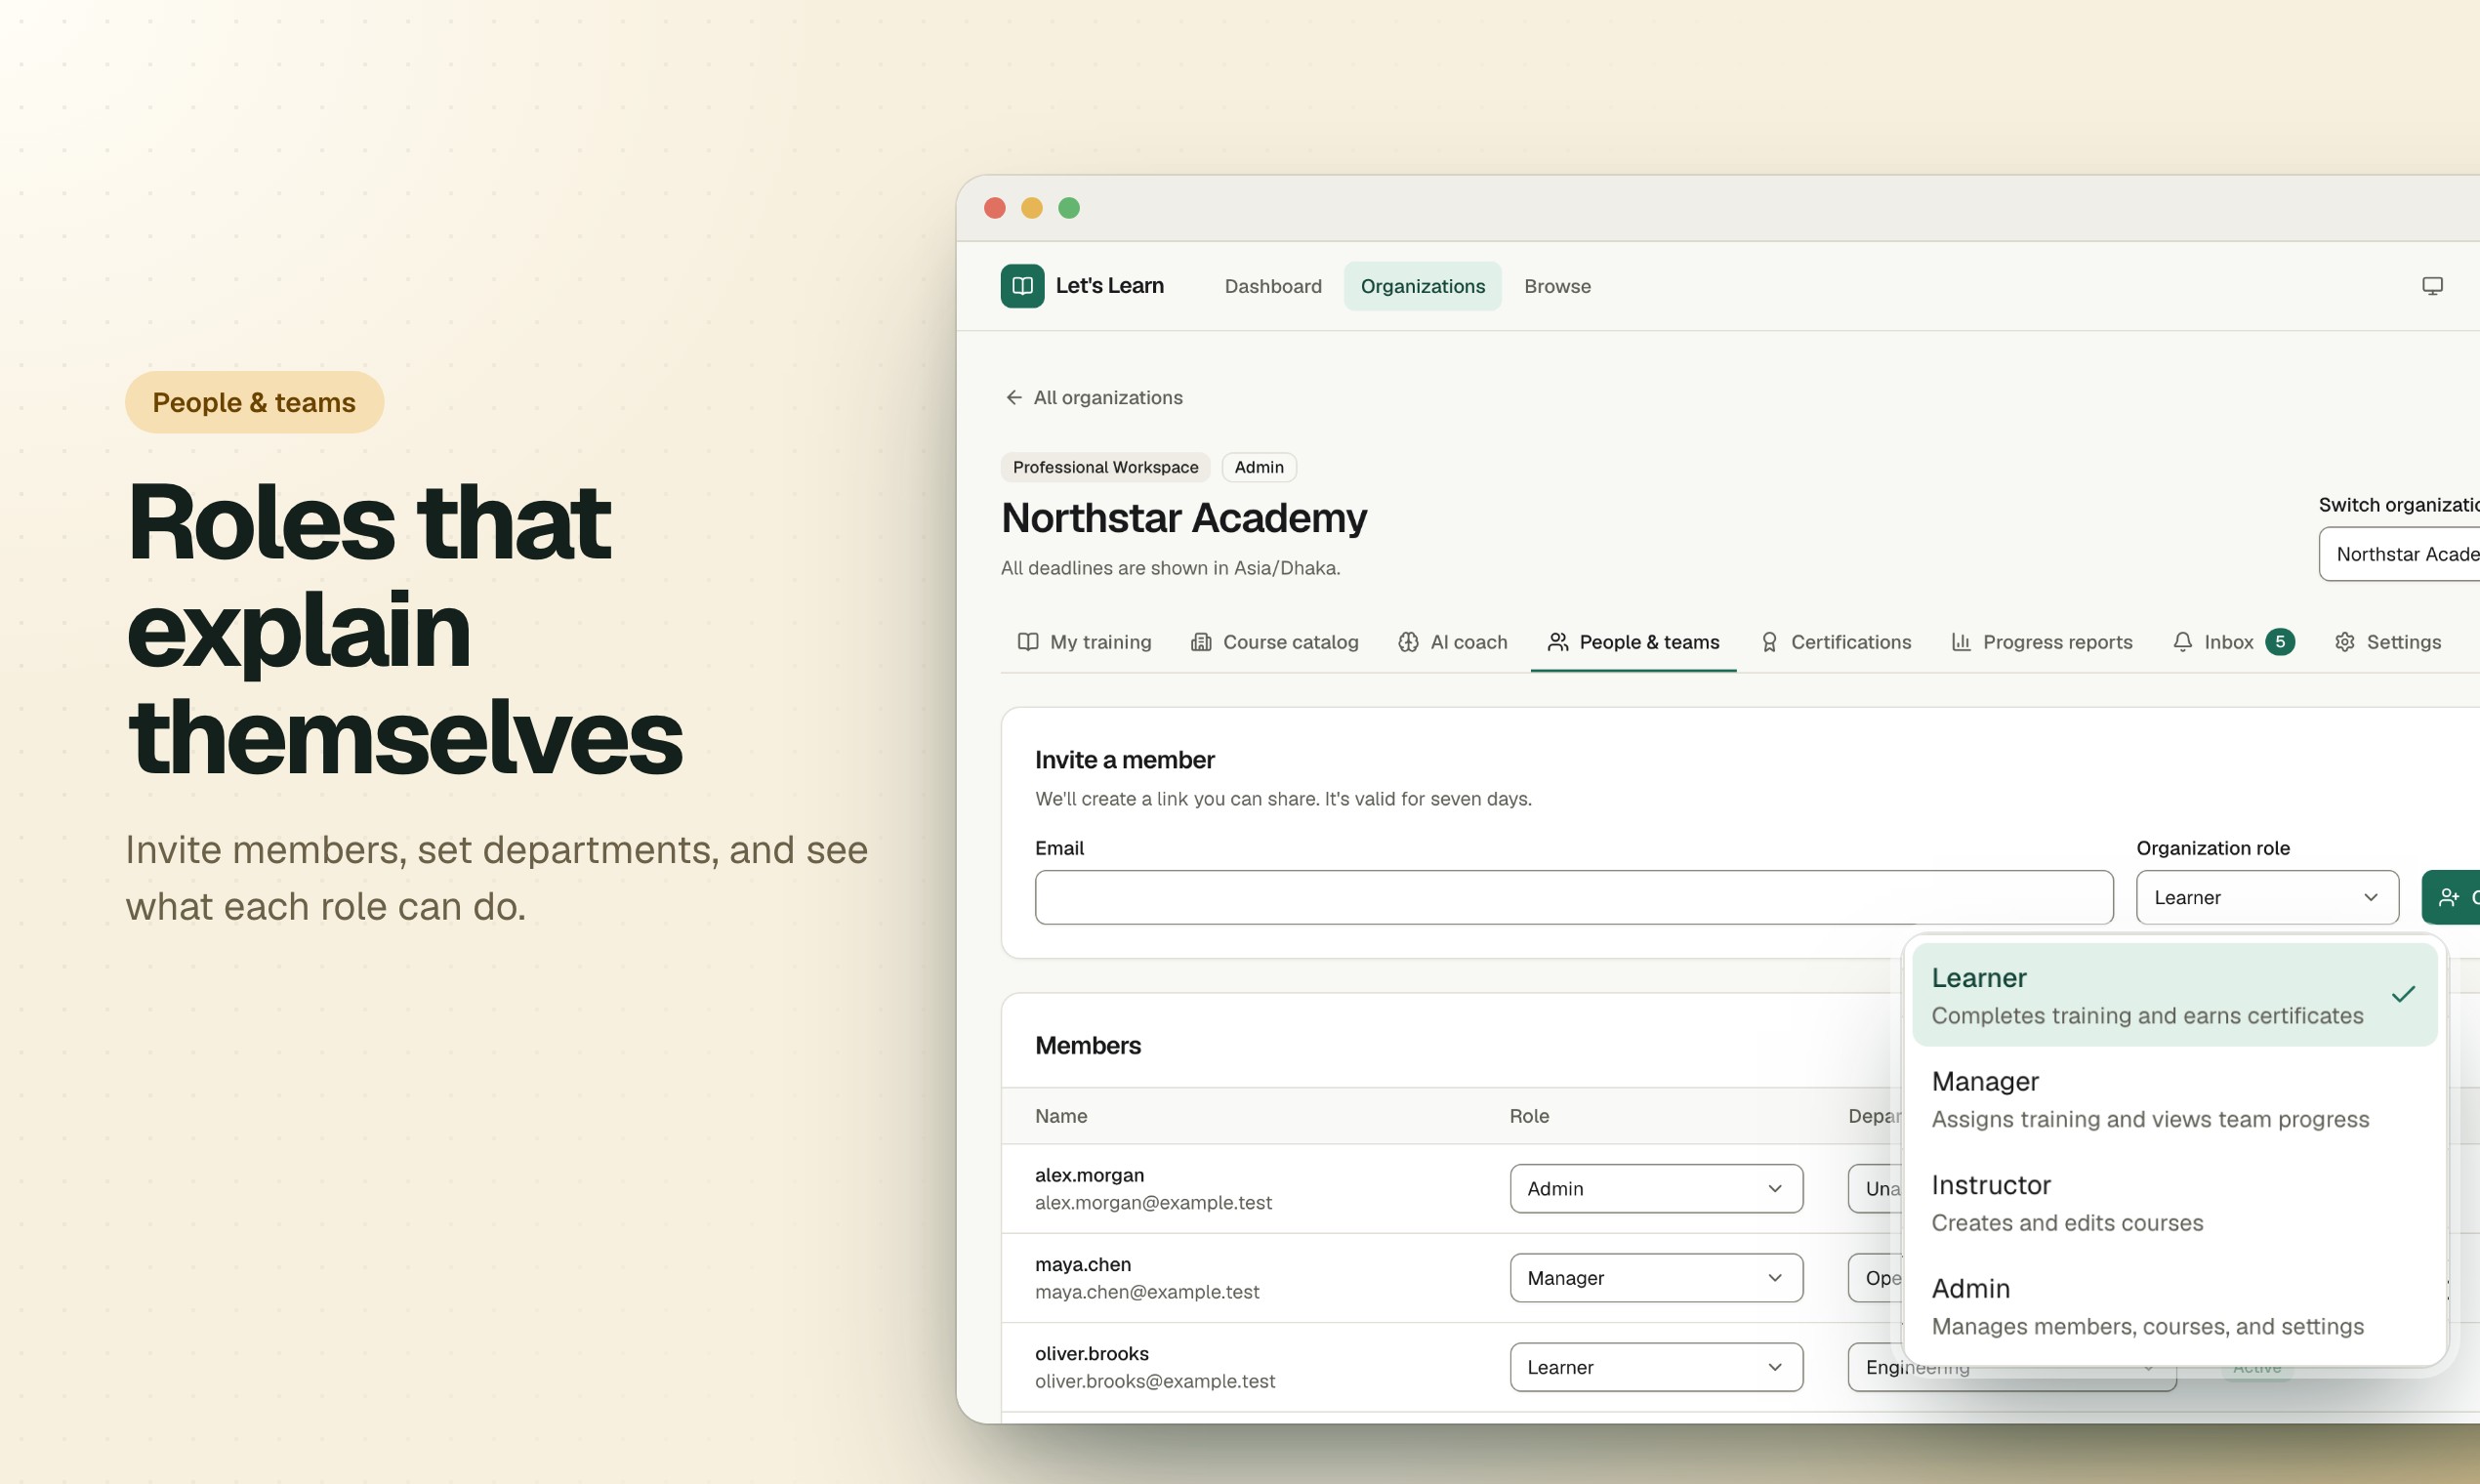 People & teams
Roles that
explain
themselves
Invite members, set departments, and see
what each role can do.
Let's Learn
Dashboard
Organizations
Browse
All organizations
Professional Workspace
Admin
Northstar Academy
All deadlines are shown in Asia/Dhaka.
Switch organizatio
Northstar Acade
My training
Course catalog
AI coach
People & teams
Certifications
Progress reports
Inbox 5
Settings
Invite a member
We'll create a link you can share. It's valid for seven days.
Email
Organization role
Learner
Learner
Completes training and earns certificates
Manager
Assigns training and views team progress
Instructor
Creates and edits courses
Admin
Manages members, courses, and settings
Members
Name
Role
Depar
alex.morgan
alex.morgan@example.test
Admin
Una
maya.chen
maya.chen@example.test
Manager
Ope
oliver.brooks
oliver.brooks@example.test
Learner
Engineering
Active